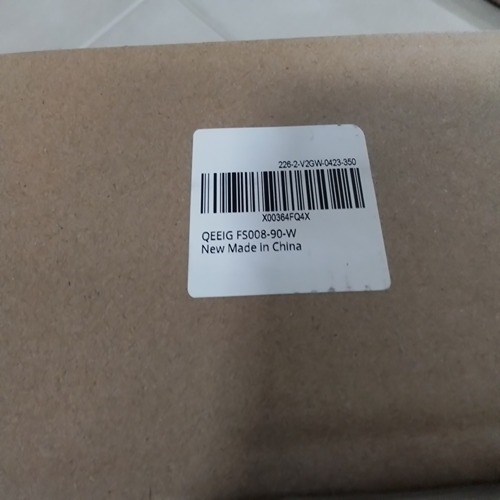 226-2-V2GW-0423-350
X00364FQ4X
QEEIG FS008-90-W
New Made in China